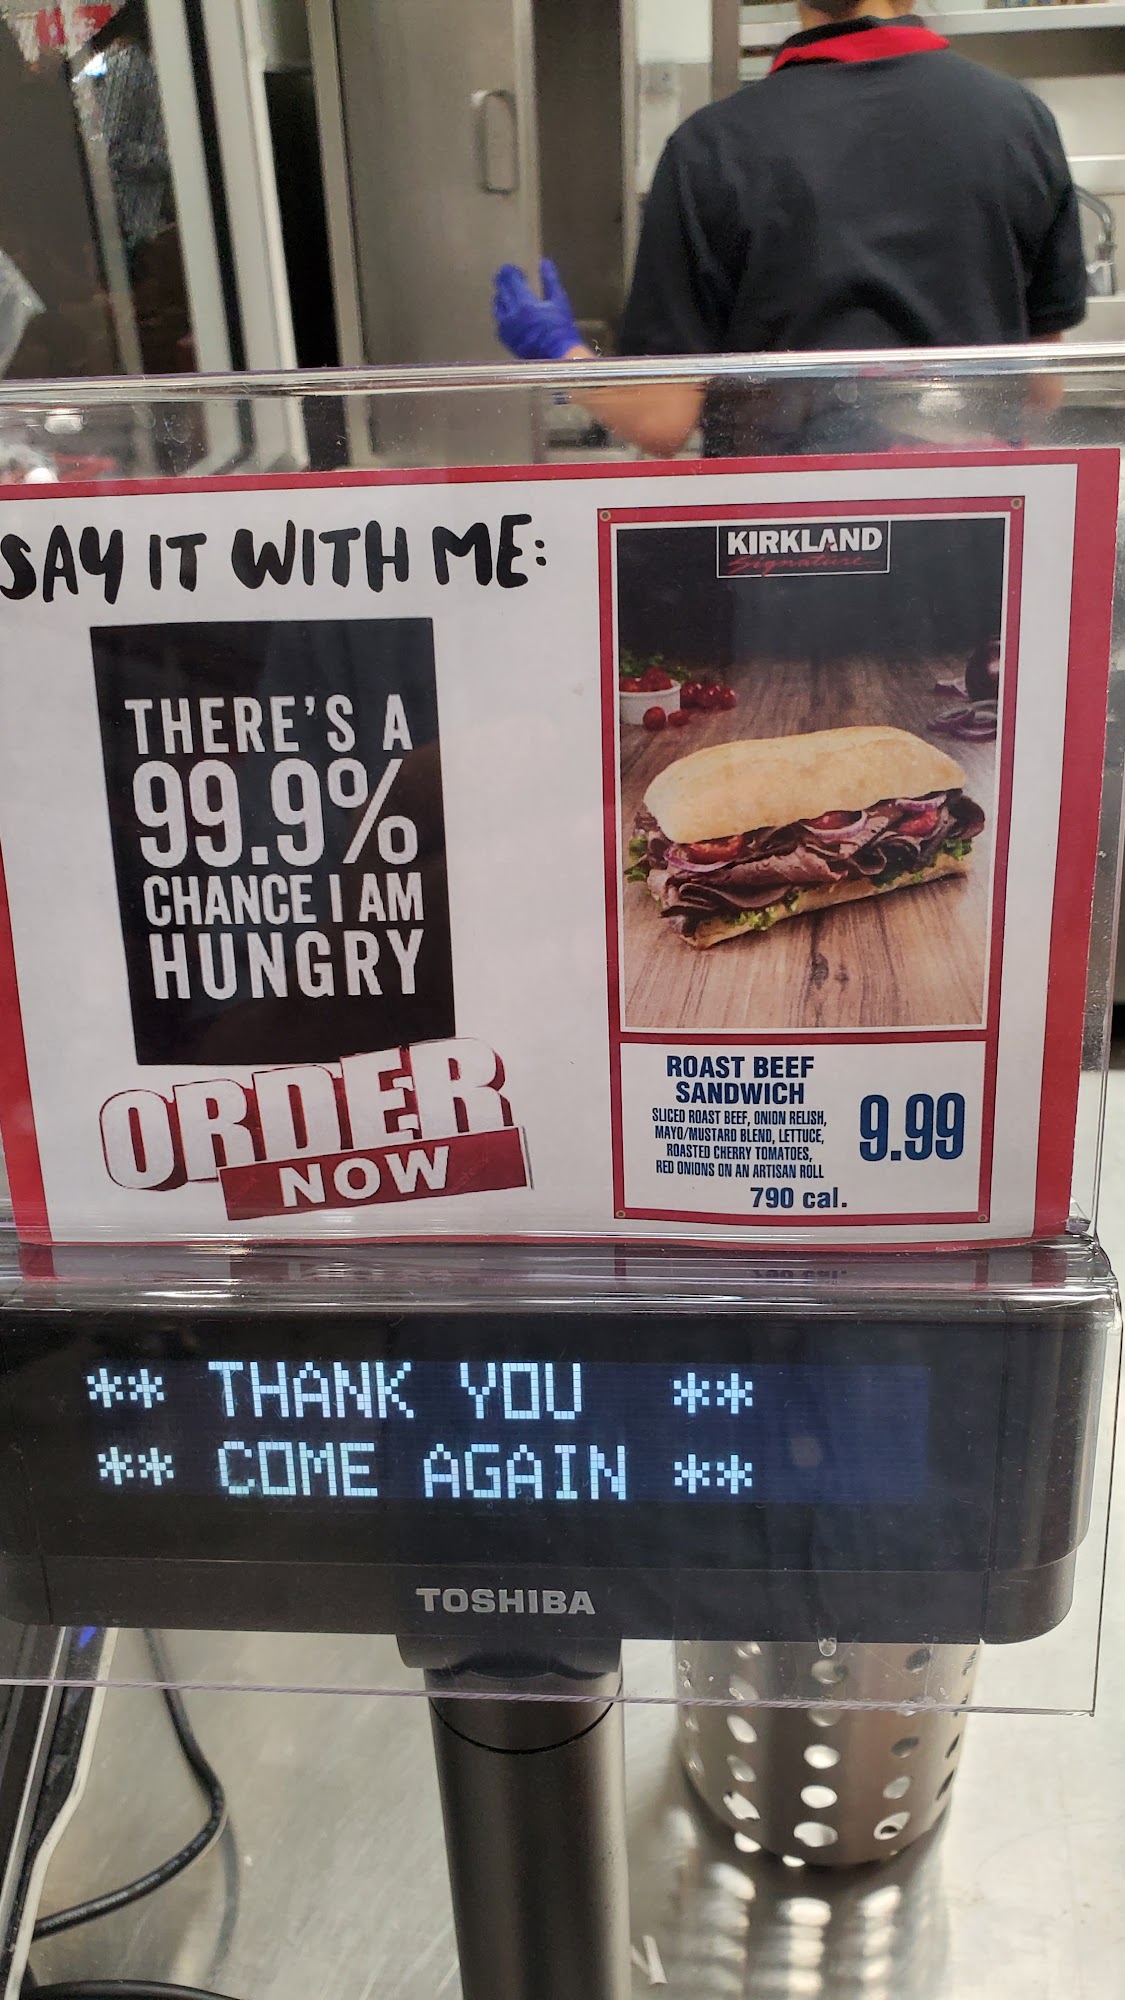 SAY IT WITH ME:
THERE'S A
99.9%
CHANCE I AM
HUNGRY
ORDER
NOW
KIRKLAND
Signature
ROAST BEEF
SANDWICH
SLICED ROAST BEEF, ONION RELISH,
MAYO/MUSTARD BLEND, LETTUCE,
ROASTED CHERRY TOMATOES,
RED ONIONS ON AN ARTISAN ROLL
9.99
790 cal.
** THANK YOU **
** COME AGAIN **
TOSHIBA